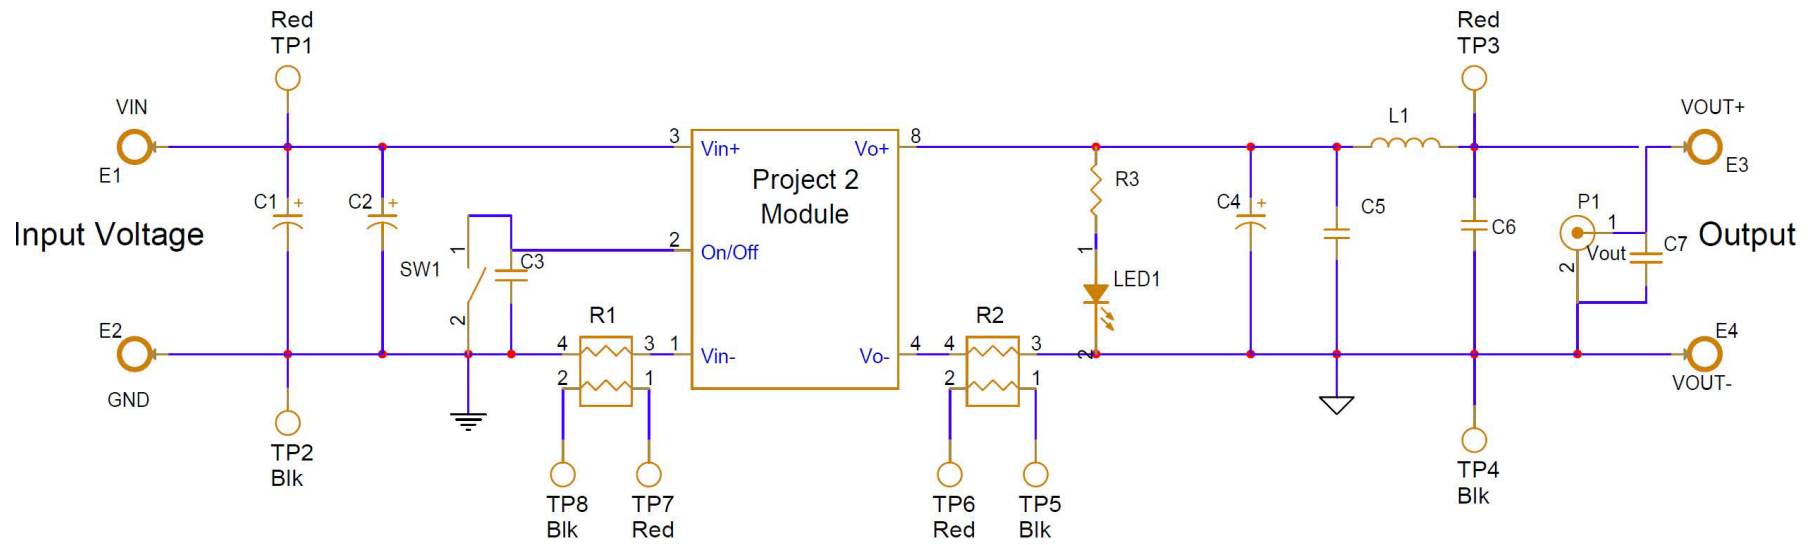 Red
TP1
Red
TP3
VIN
E1
VOUT+
E3
L1
3
Vin+
Project 2
Module
Vo+
8
R3
C1
+
C2
+
C4
+
C5
C6
P1
1
2
Vout
C7
Input Voltage
Output
2
On/Off
1
SW1
2
C3
1
LED1
2
E2
GND
R1
4
3
2
1
1
Vin-
Vo-
4
R2
4
3
2
1
E4
VOUT-
TP2
Blk
TP8
Blk
TP7
Red
TP6
Red
TP5
Blk
TP4
Blk